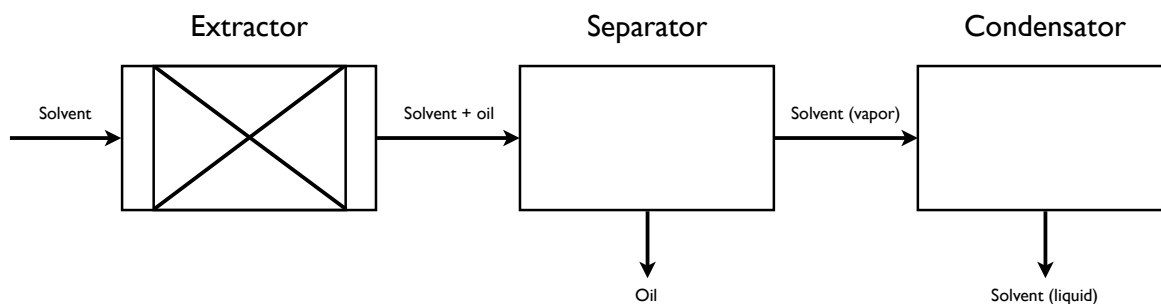 Extractor
Separator
Condensator
Solvent
Solvent + oil
Solvent (vapor)
Oil
Solvent (liquid)